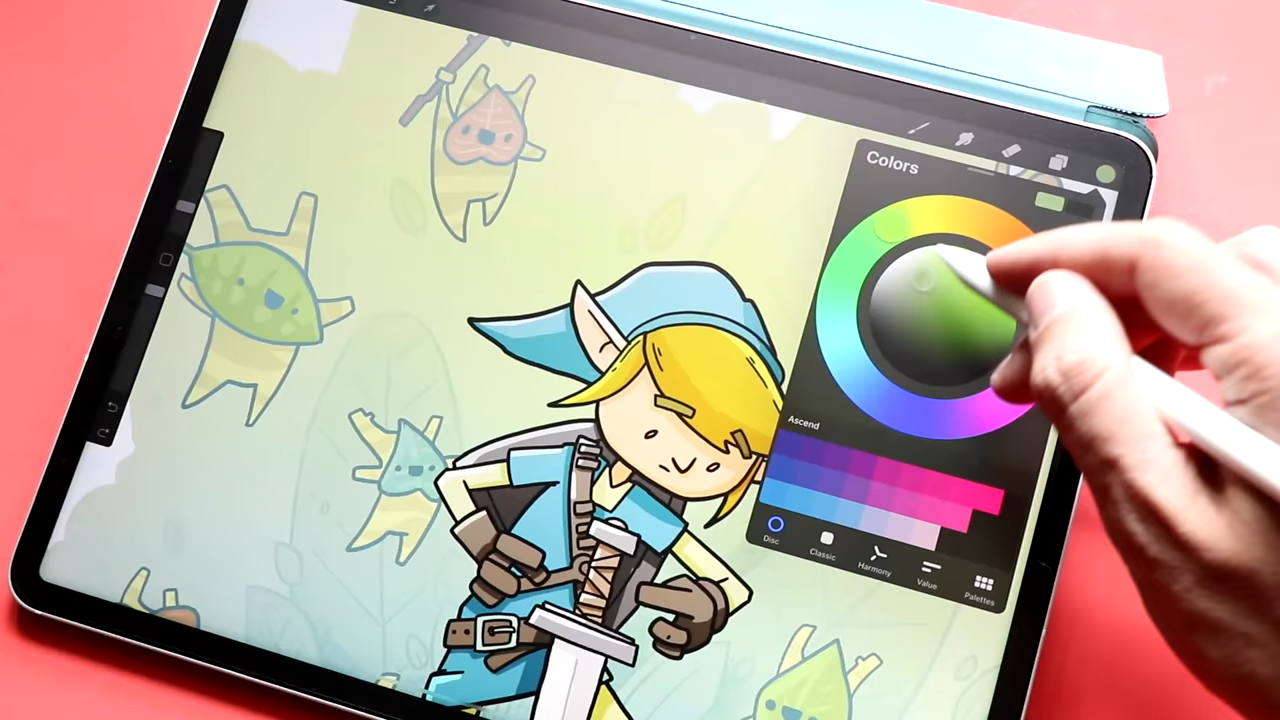 Colors
Ascend
Disc
Classic
Harmony
Value
Palettes